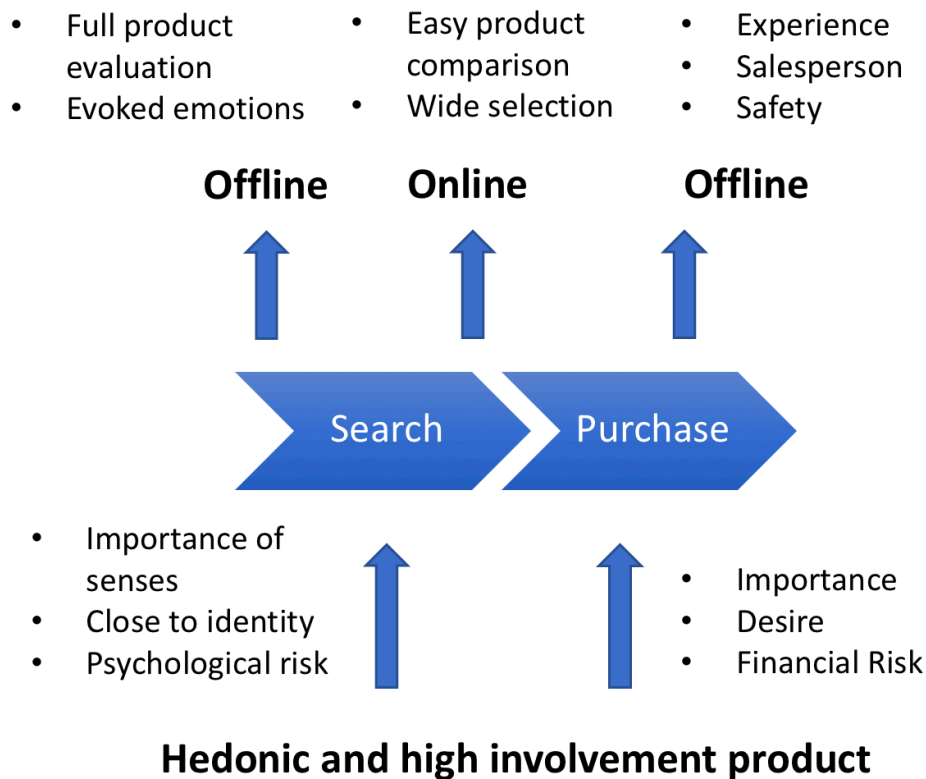 • Full product
evaluation
• Evoked emotions
• Easy product
comparison
• Wide selection
• Experience
• Salesperson
• Safety
Offline
Online
Offline
Search
Purchase
• Importance of
senses
• Close to identity
• Psychological risk
• Importance
• Desire
• Financial Risk
Hedonic and high involvement product